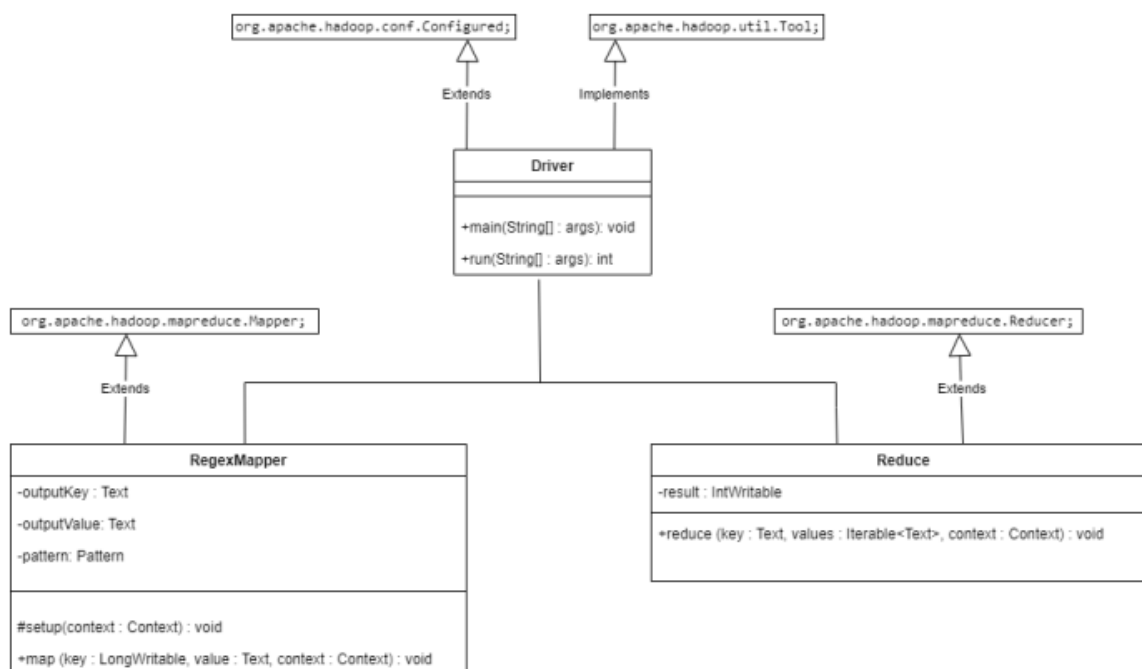 org.apache.hadoop.conf.Configured;
org.apache.hadoop.util.Tool;
Extends
Implements
Driver
+main(String[] : args): void
+run(String[] : args): int
org.apache.hadoop.mapreduce.Mapper;
org.apache.hadoop.mapreduce.Reducer;
Extends
Extends
RegexMapper
-outputKey : Text
-outputValue: Text
-pattern: Pattern
#setup(context : Context) : void
+map (key : LongWritable, value : Text, context : Context) : void
Reduce
-result : IntWritable
+reduce (key : Text, values : Iterable<Text>, context : Context) : void